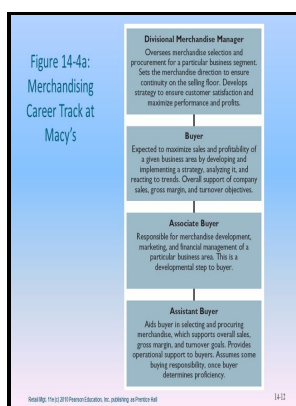 Figure 14-4a:
Merchandising
Career Track at
Macy's
Divisional Merchandise Manager
Oversees merchandise selection and
procurement for a particular business segment.
Sets the merchandise direction to ensure
continuity on the selling floor. Develops
strategy to ensure customer satisfaction and
maximize performance and profits.
Buyer
Expected to maximize sales and profitability of
a given business area by developing and
implementing a strategy, analyzing it, and
reacting to trends. Overall support of company
sales, gross margin, and turnover objectives.
Associate Buyer
Responsible for merchandise development,
marketing, and financial management of a
particular business area. This is a
developmental step to buyer.
Assistant Buyer
Aids buyer in selecting and procuring
merchandise, which supports overall sales,
gross margin, and turnover goals. Provides
operational support to buyers. Assumes some
buying responsibility, once buyer
determines proficiency.
Retail Mgt. 11e (c) 2010 Pearson Education, Inc. publishing as Prentice Hall
14-12